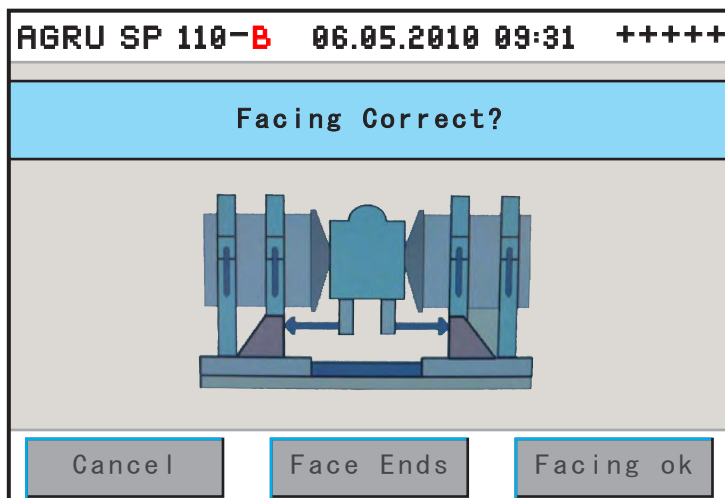 AGRU SP 110-B 06.05.2010 09:31 +++++
Facing Correct?
Cancel Face Ends Facing ok